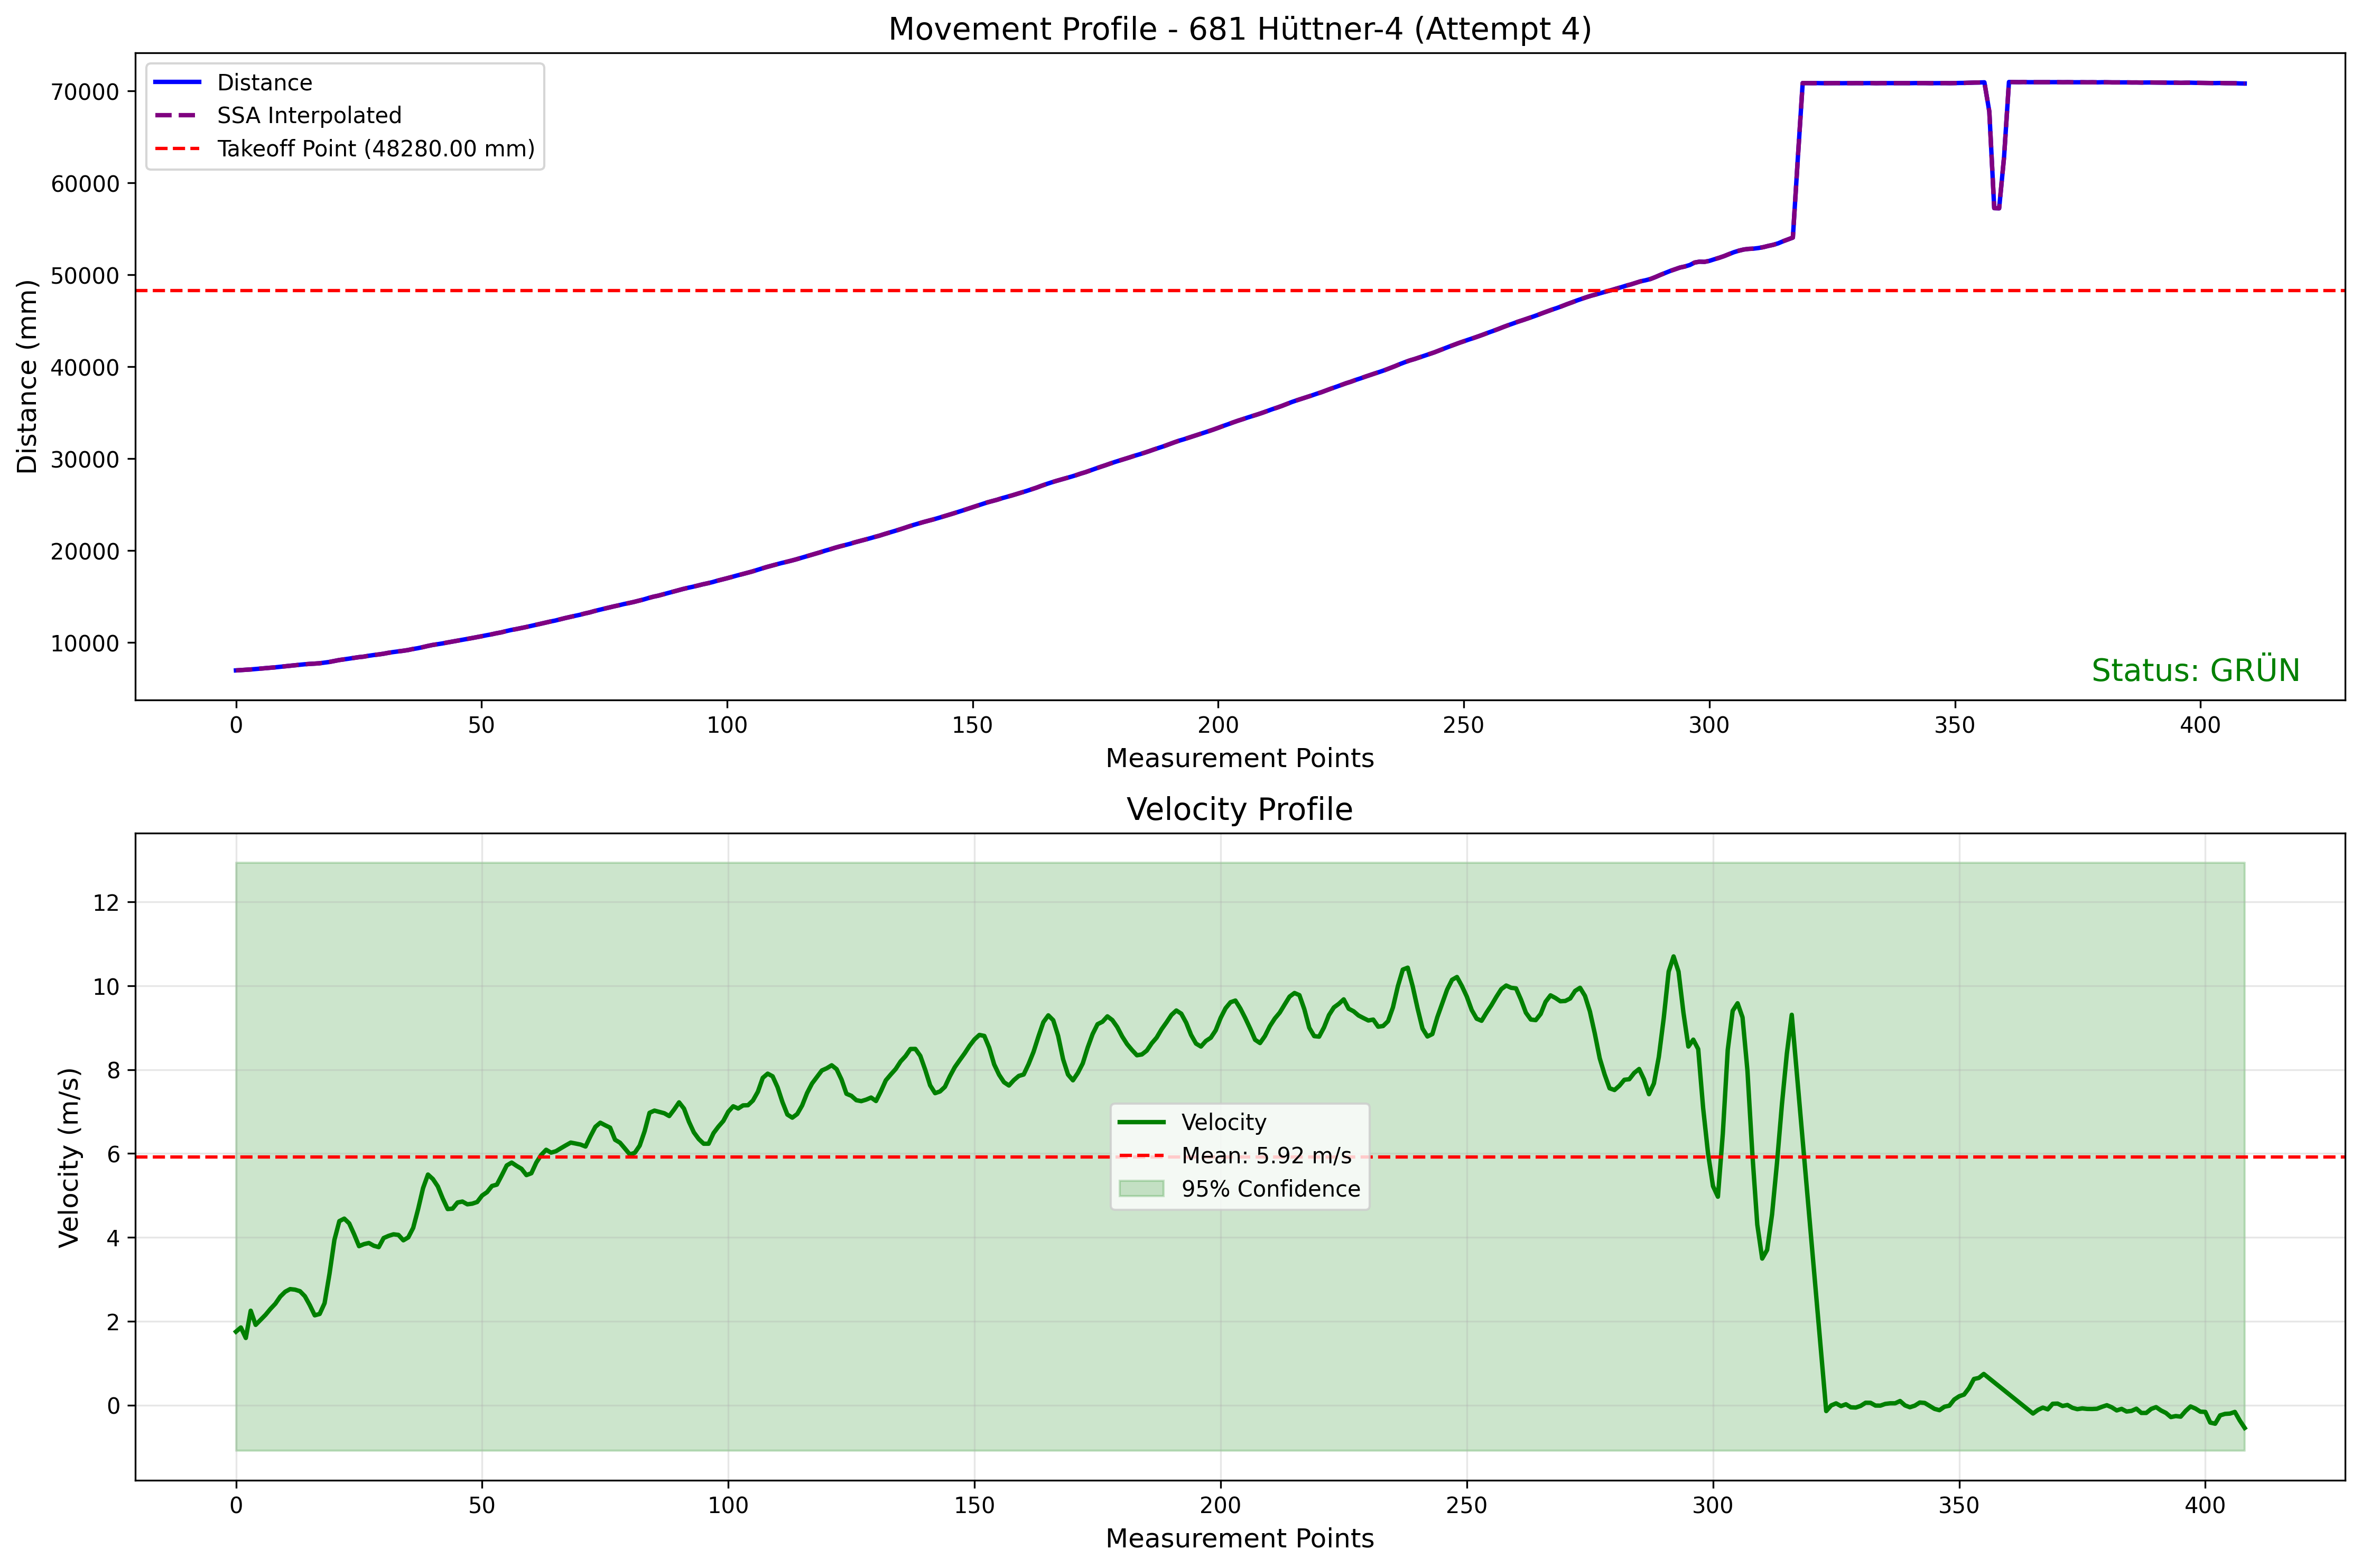 Movement Profile - 681 Hüttner-4 (Attempt 4)
Distance
SSA Interpolated
Takeoff Point (48280.00 mm)
Distance (mm)
70000
60000
50000
40000
30000
20000
10000
Status: GRÜN
0 50 100 150 200 250 300 350 400
Measurement Points
Velocity Profile
Velocity (m/s)
12
10
8
6
4
2
0
Velocity
Mean: 5.92 m/s
95% Confidence
0 50 100 150 200 250 300 350 400
Measurement Points